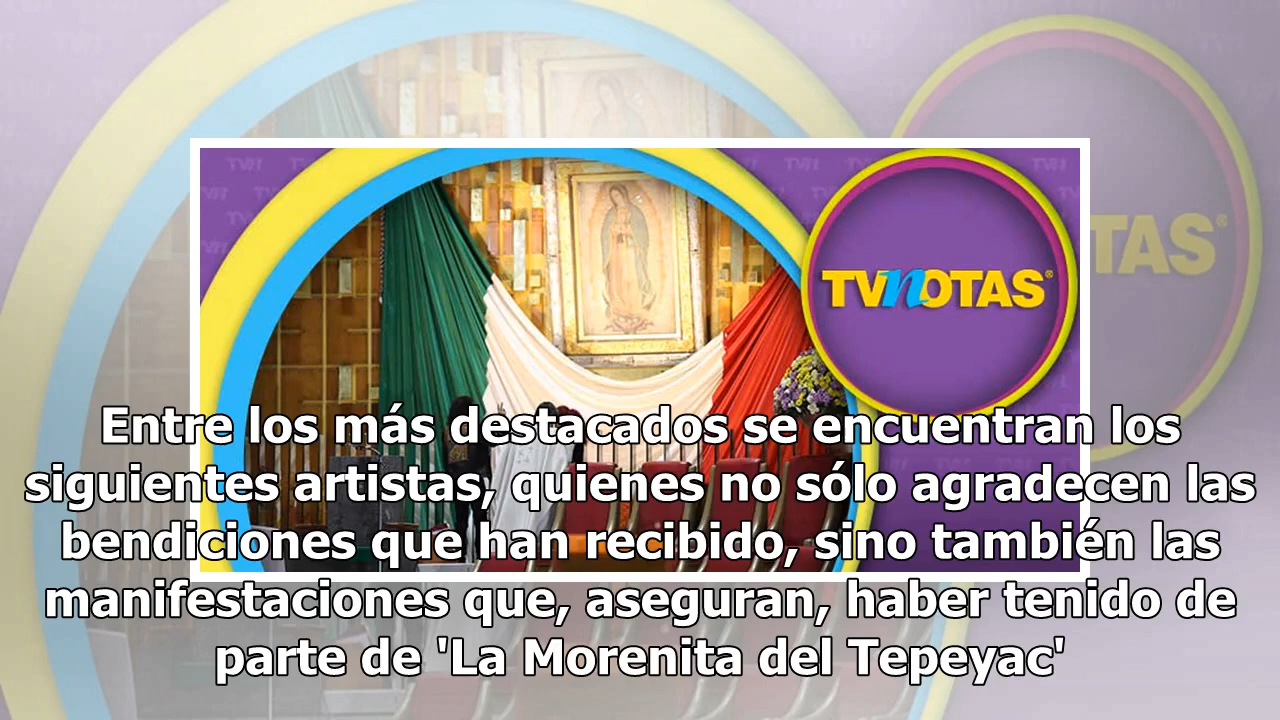 TVnOTAS®
TAS®
Entre los más destacados se encuentran los
siguientes artistas, quienes no sólo agradecen las
bendiciones que han recibido, sino también las
manifestaciones que, aseguran, haber tenido de
parte de 'La Morenita del Tepeyac'